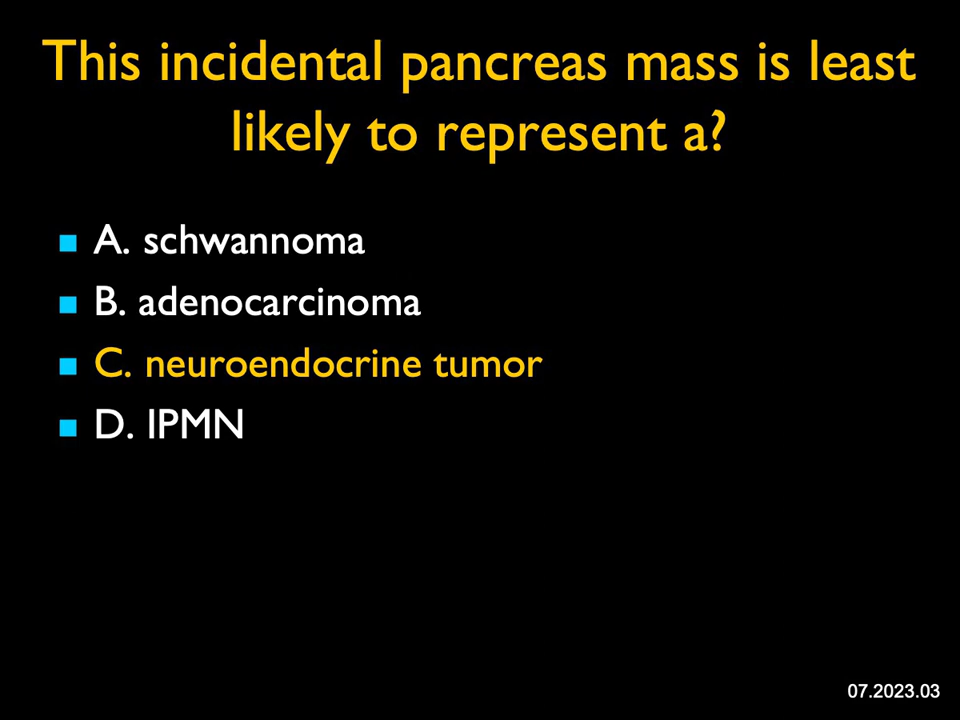 This incidental pancreas mass is least
likely to represent a?
A. schwannoma
B. adenocarcinoma
C. neuroendocrine tumor
D. IPMN
07.2023.03